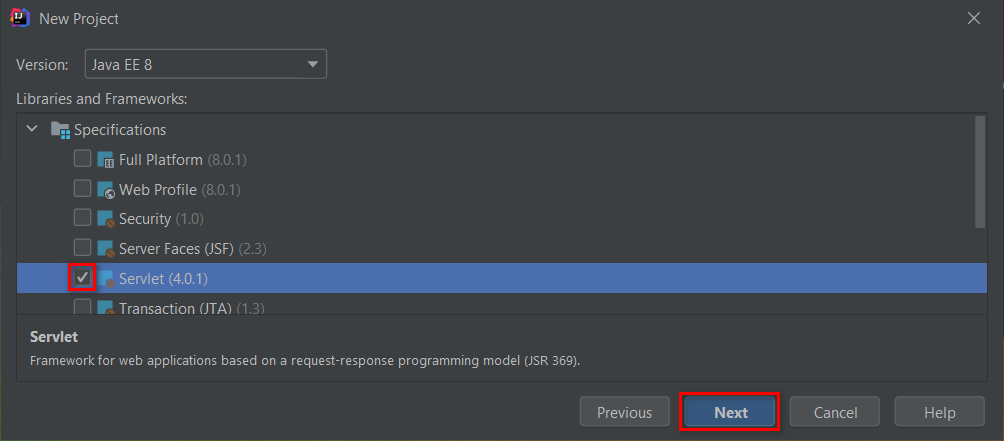 New Project
Version: Java EE 8
Libraries and Frameworks:
Specifications
Full Platform (8.0.1)
Web Profile (8.0.1)
Security (1.0)
Server Faces (JSF) (2.3)
Servlet (4.0.1)
Transaction (JTA) (1.3)
Servlet
Framework for web applications based on a request-response programming model (JSR 369).
Previous Next Cancel Help